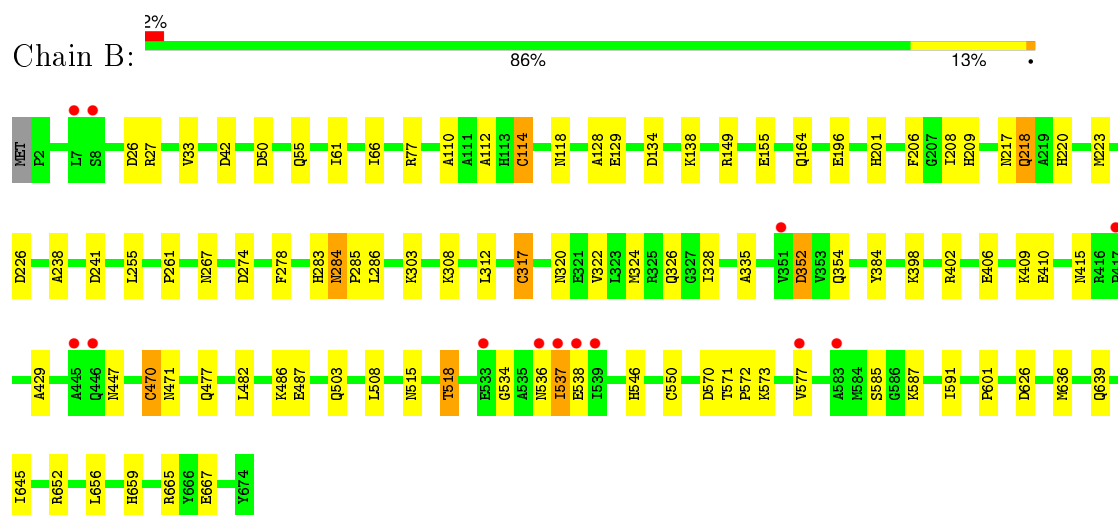 2%
Chain B:
86% 13% •
MET P2 L7 S8 D26 R27 V33 D42 D50 Q55 I61 I66 R77 A110 A111 A112 H113 C114 N118 A128 E129 D134 K138 R149 E155 Q164 E196 H201 F206 G207 I208 H209 N217 Q218 A219 H220 M223
D226 A238 D241 L255 P261 N267 D274 F278 H283 N284 P285 L286 K303 K308 L312 C317 N320 E321 V322 L323 M324 R325 Q326 G327 I328 A335 V351 D352 V353 Q354 Y384 K398 R402 E406 K409 E410 N415 R416
A429 A445 Q446 N447 C470 N471 Q477 L482 K486 E487 Q503 L508 N515 T518 E533 G534 A535 N536 I537 E538 I539 H546 C550 D570 T571 P572 K573 V577 A583 M584 S585 G586 K587 I591 P601 D626 M636 Q639
I645 R652 L656 H659 R665 Y666 E667 Y674